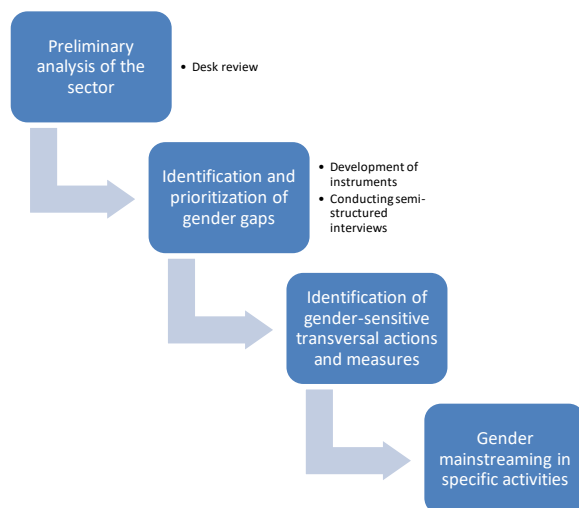 Preliminary
analysis of the
sector
• Desk review
Identification and
prioritization of
gender gaps
• Development of
instruments
• Conducting semi-
structured
interviews
Identification of
gender-sensitive
transversal actions
and measures
Gender
mainstreaming in
specific activities